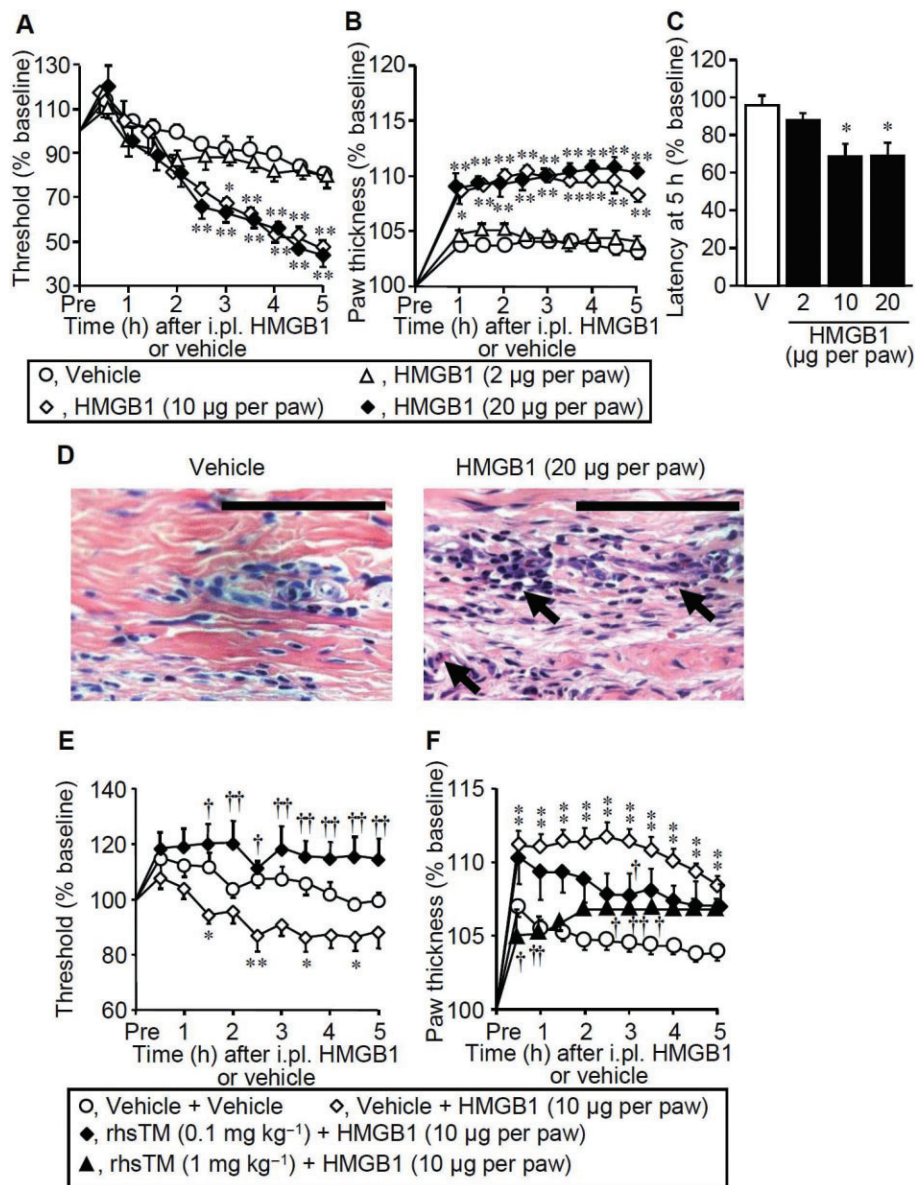 A
Threshold (% baseline)
130
110
90
70
50
30
*
** ** ** ** **
** ** ** ** ** **
Pre 1 2 3 4 5
Time (h) after i.pl. HMGB1
or vehicle
B
Paw thickness (% baseline)
120
115
110
105
100
** ** ** ** ** ** ** ** **
* ** ** ** ** ** ** ** **
Pre 1 2 3 4 5
Time (h) after i.pl. HMGB1
or vehicle
C
Latency at 5 h (% baseline)
120
100
80
60
40
20
0
* *
V 2 10 20
HMGB1
(µg per paw)
, Vehicle , HMGB1 (2 µg per paw)
, HMGB1 (10 µg per paw) , HMGB1 (20 µg per paw)
D
Vehicle HMGB1 (20 µg per paw)
E
Threshold (% baseline)
140
120
100
80
60
† †† † †† †† †† †† ††
* ** * *
Pre 1 2 3 4 5
Time (h) after i.pl. HMGB1
or vehicle
F
Paw thickness (% baseline)
115
110
105
100
** ** ** ** ** ** ** ** ** **
†
† †† † †† †
Pre 1 2 3 4 5
Time (h) after i.pl. HMGB1
or vehicle
, Vehicle + Vehicle , Vehicle + HMGB1 (10 µg per paw)
, rhsTM (0.1 mg kg⁻¹) + HMGB1 (10 µg per paw)
, rhsTM (1 mg kg⁻¹) + HMGB1 (10 µg per paw)